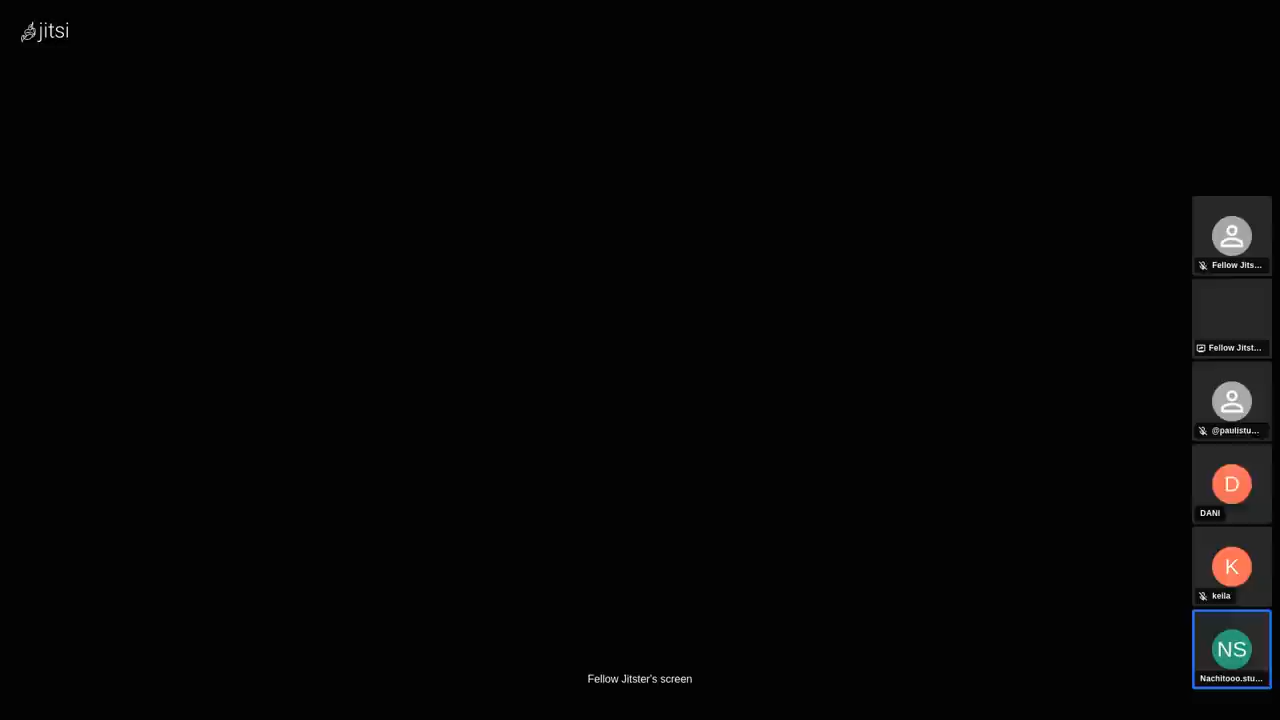 jitsi
Fellow Jits...
Fellow Jitst...
@paulistu...
D
DANI
K
keila
NS
Nachitooo.stu...
Fellow Jitster's screen